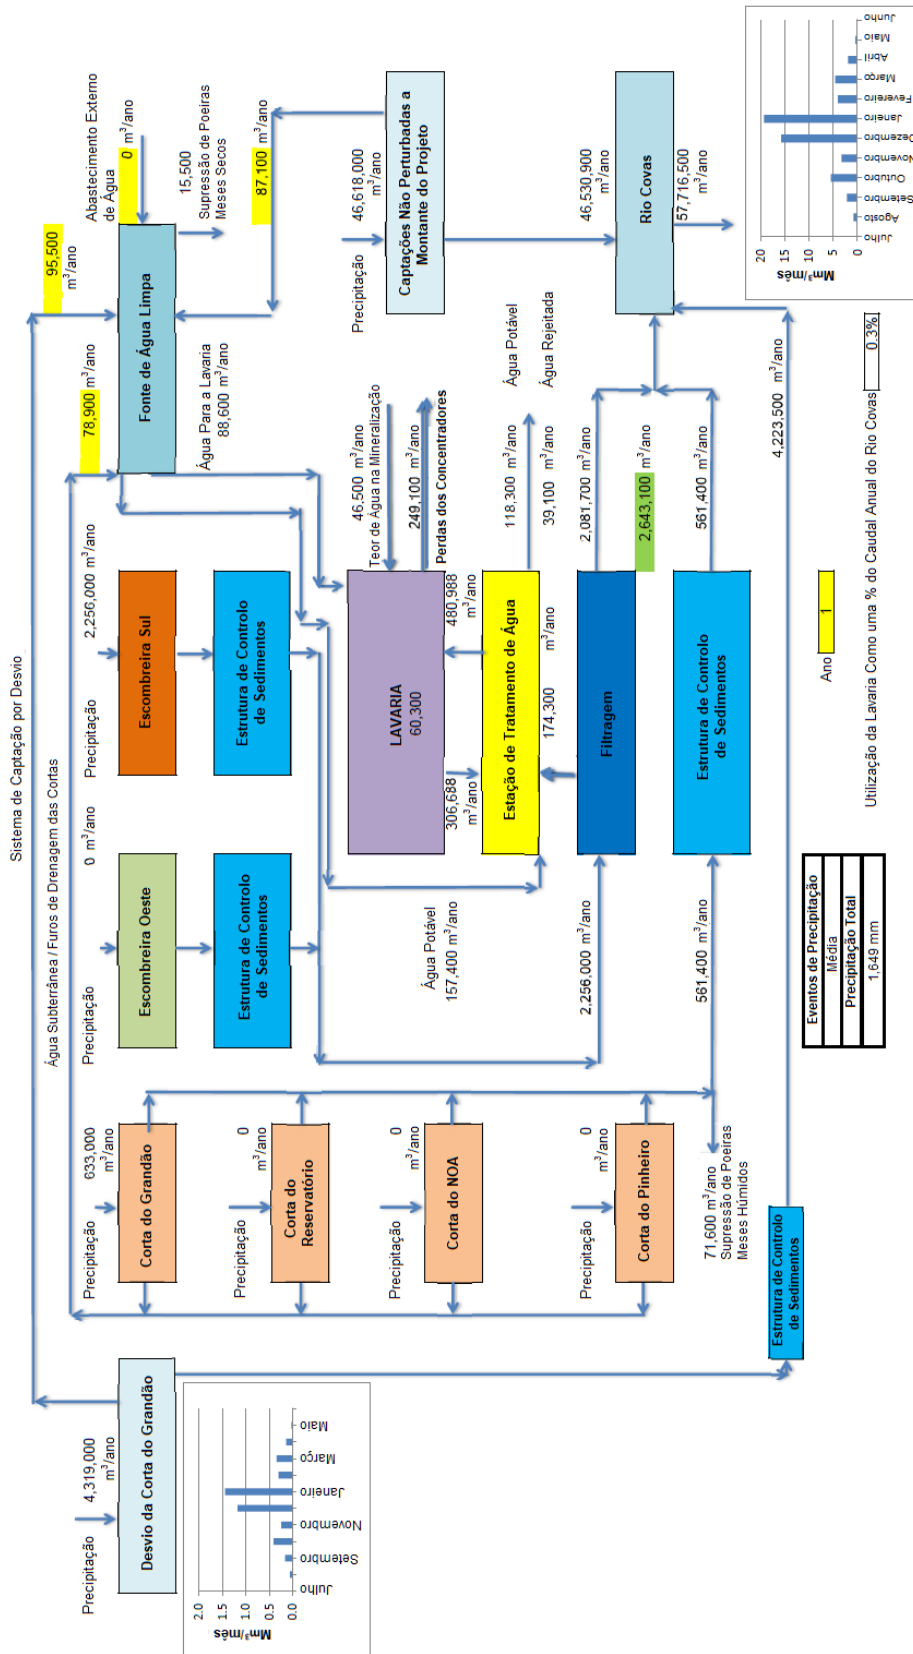 Sistema de Captação por Desvio
Água Subterrânea / Furos de Drenagem das Cortas
Precipitação
4,319,000
m³/ano
Desvio da Corta do Grandão
Mm³/mês
2.0
1.5
1.0
0.5
0.0
Julho
Setembro
Novembro
Janeiro
Março
Maio
Precipitação
633,000
m³/ano
Corta do Grandão
Precipitação
0
m³/ano
Corta do
Reservatório
Precipitação
0
m³/ano
Corta do NOA
Precipitação
0
m³/ano
Corta do Pinheiro
71,600 m³/ano
Supressão de Poeiras
Meses Húmidos
Estrutura de Controlo
de Sedimentos
Precipitação
0 m³/ano
Escombreira Oeste
Estrutura de Controlo
de Sedimentos
Precipitação
2,256,000 m³/ano
Escombreira Sul
Estrutura de Controlo
de Sedimentos
78,900 m³/ano
95,500
m³/ano
Abastecimento Externo
de Água
0 m³/ano
Fonte de Água Limpa
15,500
Supressão de Poeiras
Meses Secos
87,100 m³/ano
Água Para a Lavaria
88,600 m³/ano
Precipitação
46,618,000
m³/ano
Captações Não Perturbadas a
Montante do Projeto
46,500 m³/ano
Teor de Água na Mineralização
249,100 m³/ano
Perdas dos Concentradores
LAVARIA
60,300
306,688
m³/ano
480,988
m³/ano
Água Potável
157,400 m³/ano
Estação de Tratamento de Água
118,300 m³/ano
Água Potável
39,100 m³/ano
Água Rejeitada
174,300
m³/ano
2,256,000 m³/ano
Filtragem
2,081,700 m³/ano
2,643,100 m³/ano
561,400 m³/ano
Estrutura de Controlo
de Sedimentos
561,400 m³/ano
46,530,900
m³/ano
Rio Covas
57,716,500
m³/ano
4,223,500 m³/ano
Mm³/mês
20
15
10
5
0
Julho
Agosto
Setembro
Outubro
Novembro
Dezembro
Janeiro
Fevereiro
Março
Abril
Maio
Junho
Eventos de Precipitação
Média
Precipitação Total
1,649 mm
Ano
1
Utilização da Lavaria Como uma % do Caudal Anual do Rio Covas
0.3%